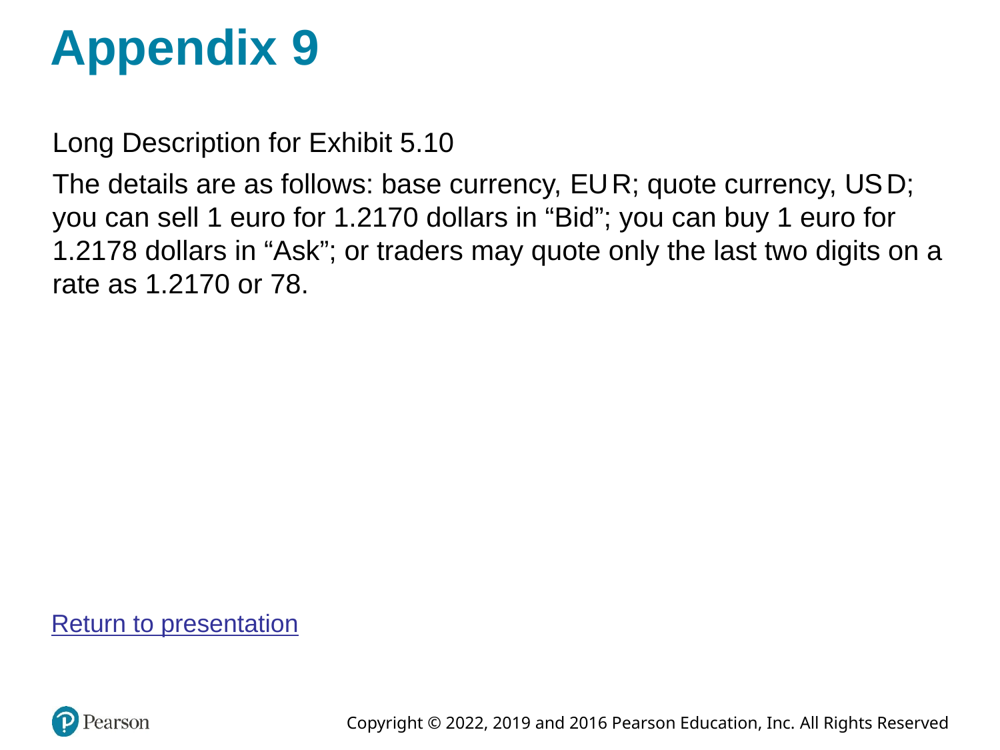 Appendix 9
Long Description for Exhibit 5.10
The details are as follows: base currency, EU R; quote currency, US D;
you can sell 1 euro for 1.2170 dollars in “Bid”; you can buy 1 euro for
1.2178 dollars in “Ask”; or traders may quote only the last two digits on a
rate as 1.2170 or 78.
Return to presentation
Pearson
Copyright © 2022, 2019 and 2016 Pearson Education, Inc. All Rights Reserved